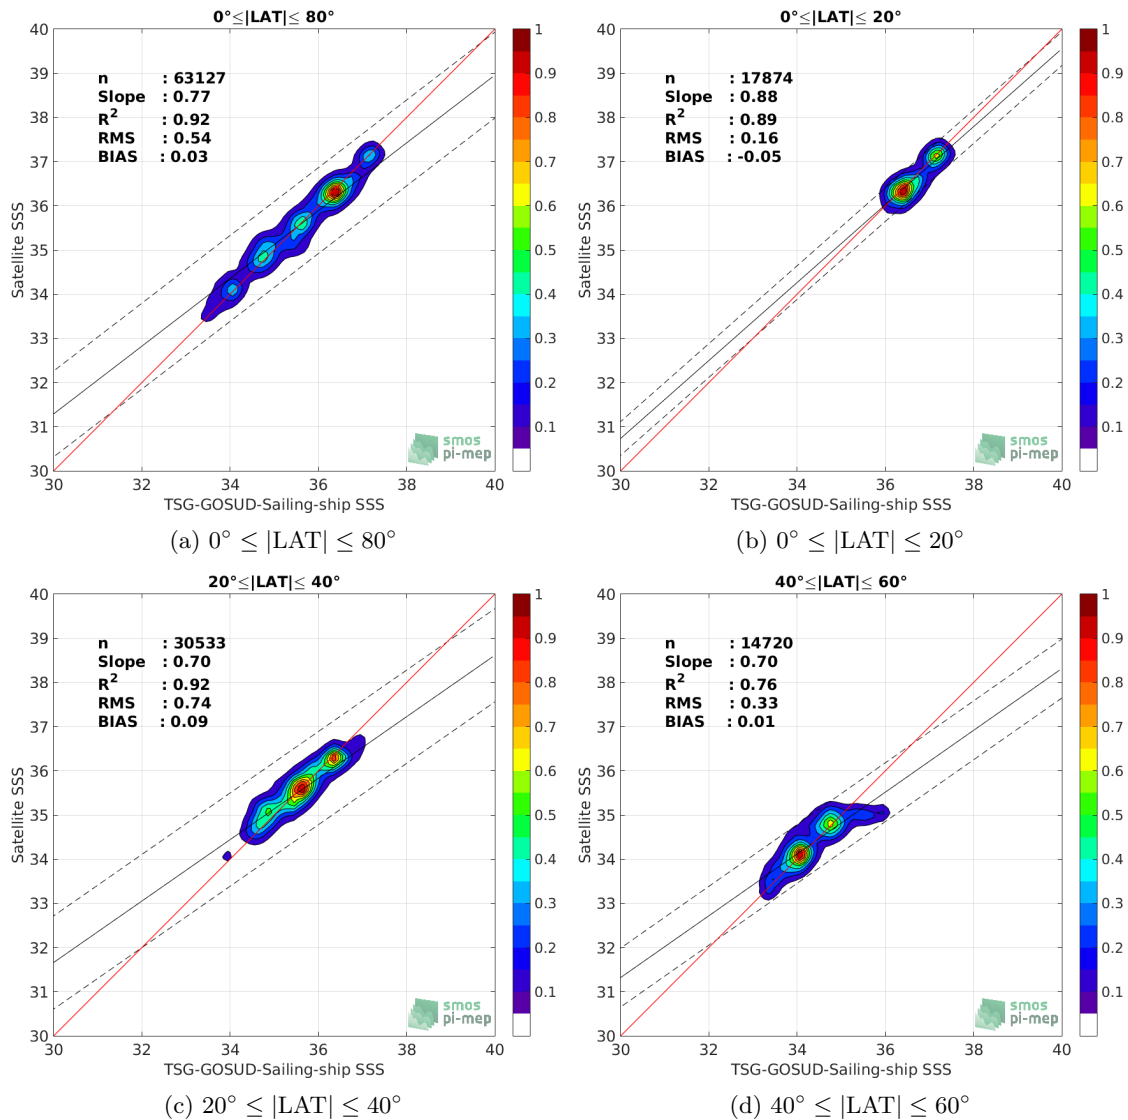 0°≤|LAT|≤ 80°
n : 63127
Slope : 0.77
R² : 0.92
RMS : 0.54
BIAS : 0.03
Satellite SSS
40
39
38
37
36
35
34
33
32
31
30
30 32 34 36 38 40
TSG-GOSUD-Sailing-ship SSS
smos
pi-mep
1
0.9
0.8
0.7
0.6
0.5
0.4
0.3
0.2
0.1
(a) 0° ≤ |LAT| ≤ 80°
0°≤|LAT|≤ 20°
n : 17874
Slope : 0.88
R² : 0.89
RMS : 0.16
BIAS : -0.05
Satellite SSS
40
39
38
37
36
35
34
33
32
31
30
30 32 34 36 38 40
TSG-GOSUD-Sailing-ship SSS
smos
pi-mep
1
0.9
0.8
0.7
0.6
0.5
0.4
0.3
0.2
0.1
(b) 0° ≤ |LAT| ≤ 20°
20°≤|LAT|≤ 40°
n : 30533
Slope : 0.70
R² : 0.92
RMS : 0.74
BIAS : 0.09
Satellite SSS
40
39
38
37
36
35
34
33
32
31
30
30 32 34 36 38 40
TSG-GOSUD-Sailing-ship SSS
smos
pi-mep
1
0.9
0.8
0.7
0.6
0.5
0.4
0.3
0.2
0.1
(c) 20° ≤ |LAT| ≤ 40°
40°≤|LAT|≤ 60°
n : 14720
Slope : 0.70
R² : 0.76
RMS : 0.33
BIAS : 0.01
Satellite SSS
40
39
38
37
36
35
34
33
32
31
30
30 32 34 36 38 40
TSG-GOSUD-Sailing-ship SSS
smos
pi-mep
1
0.9
0.8
0.7
0.6
0.5
0.4
0.3
0.2
0.1
(d) 40° ≤ |LAT| ≤ 60°